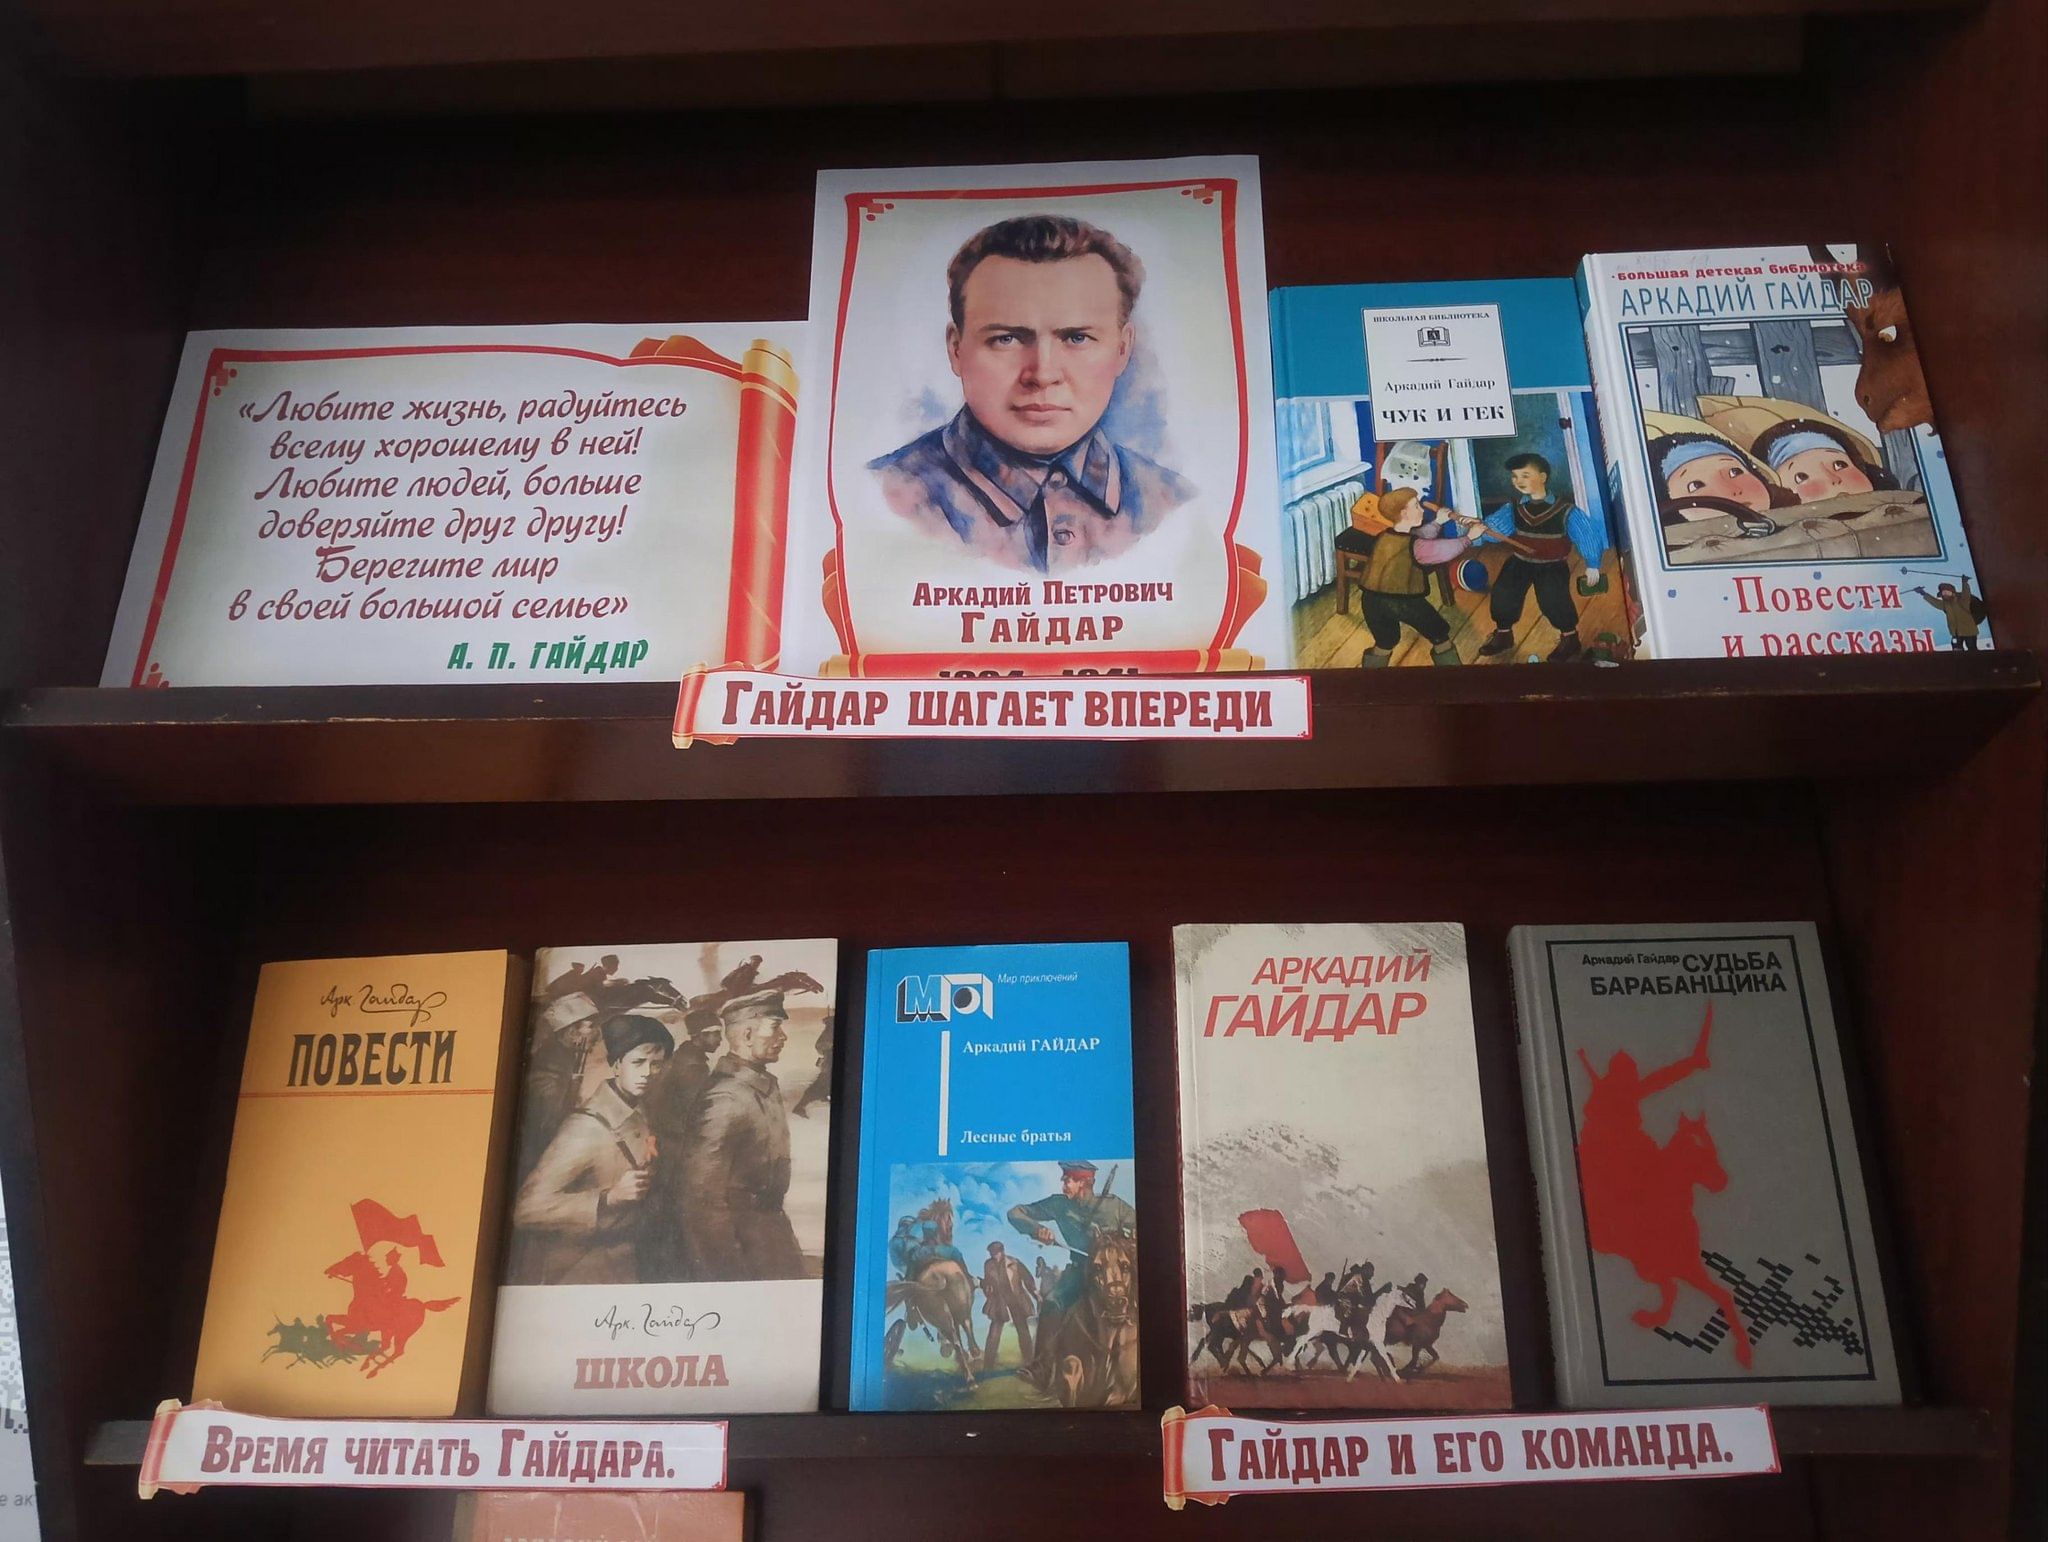 «Любите жизнь, радуйтесь
всему хорошему в ней!
Любите людей, больше
доверяйте друг другу!
Берегите мир
в своей большой семье»
А. П. ГАЙДАР
АРКАДИЙ ПЕТРОВИЧ
ГАЙДАР
ШКОЛЬНАЯ БИБЛИОТЕКА
Аркадий Гайдар
ЧУК И ГЕК
БОЛЬШАЯ ДЕТСКАЯ БИБЛИОТЕКА
АРКАДИЙ ГАЙДАР
Повести
и рассказы
ГАЙДАР ШАГАЕТ ВПЕРЕДИ
Арк. Гайдар
ПОВЕСТИ
Арк. Гайдар
ШКОЛА
Мир приключений
Аркадий ГАЙДАР
Лесные братья
АРКАДИЙ
ГАЙДАР
Аркадий Гайдар СУДЬБА
БАРАБАНЩИКА
ВРЕМЯ ЧИТАТЬ ГАЙДАРА.
ГАЙДАР И ЕГО КОМАНДА.